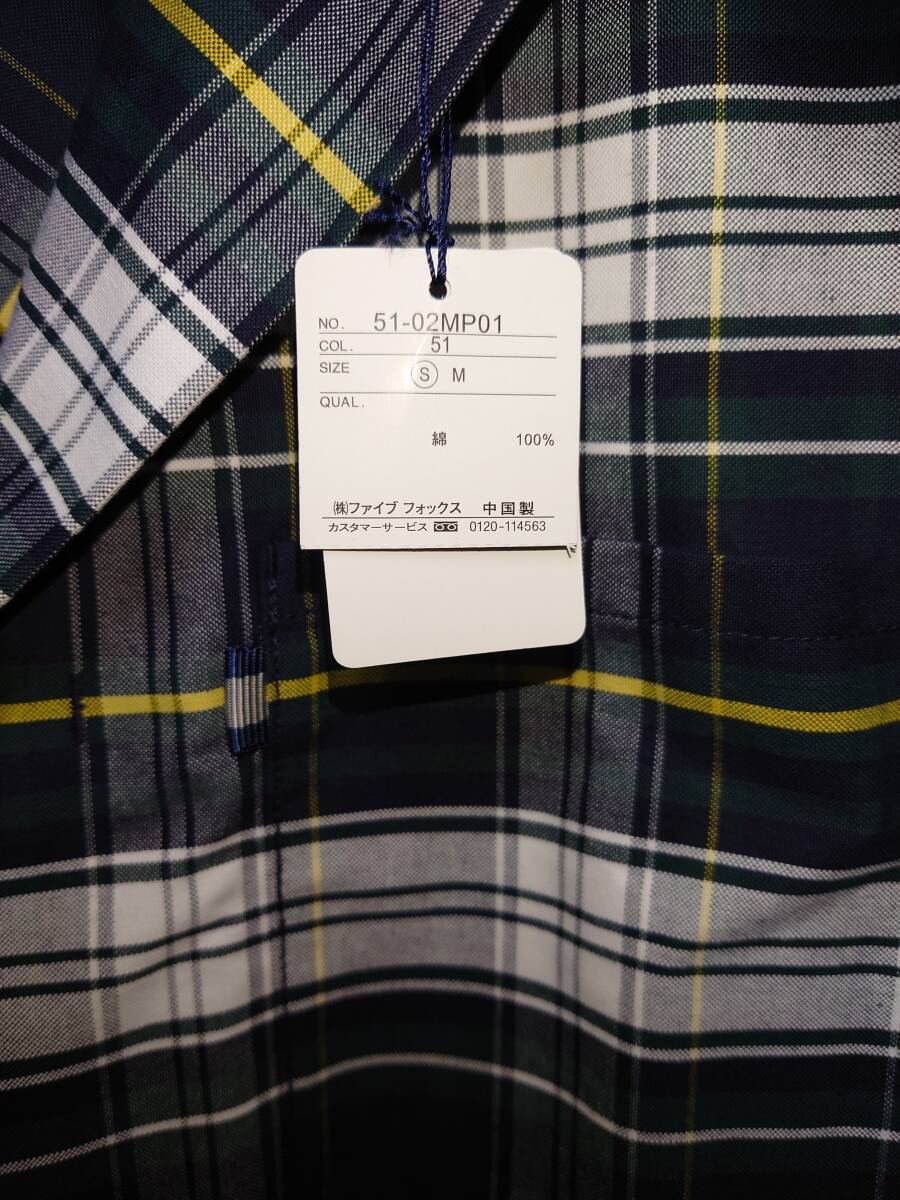 NO. 51-02MP01
COL. 51
SIZE Ⓢ M
QUAL.
綿 100%
㈱ファイブ フォックス 中国製
カスタマーサービス 0120-114563